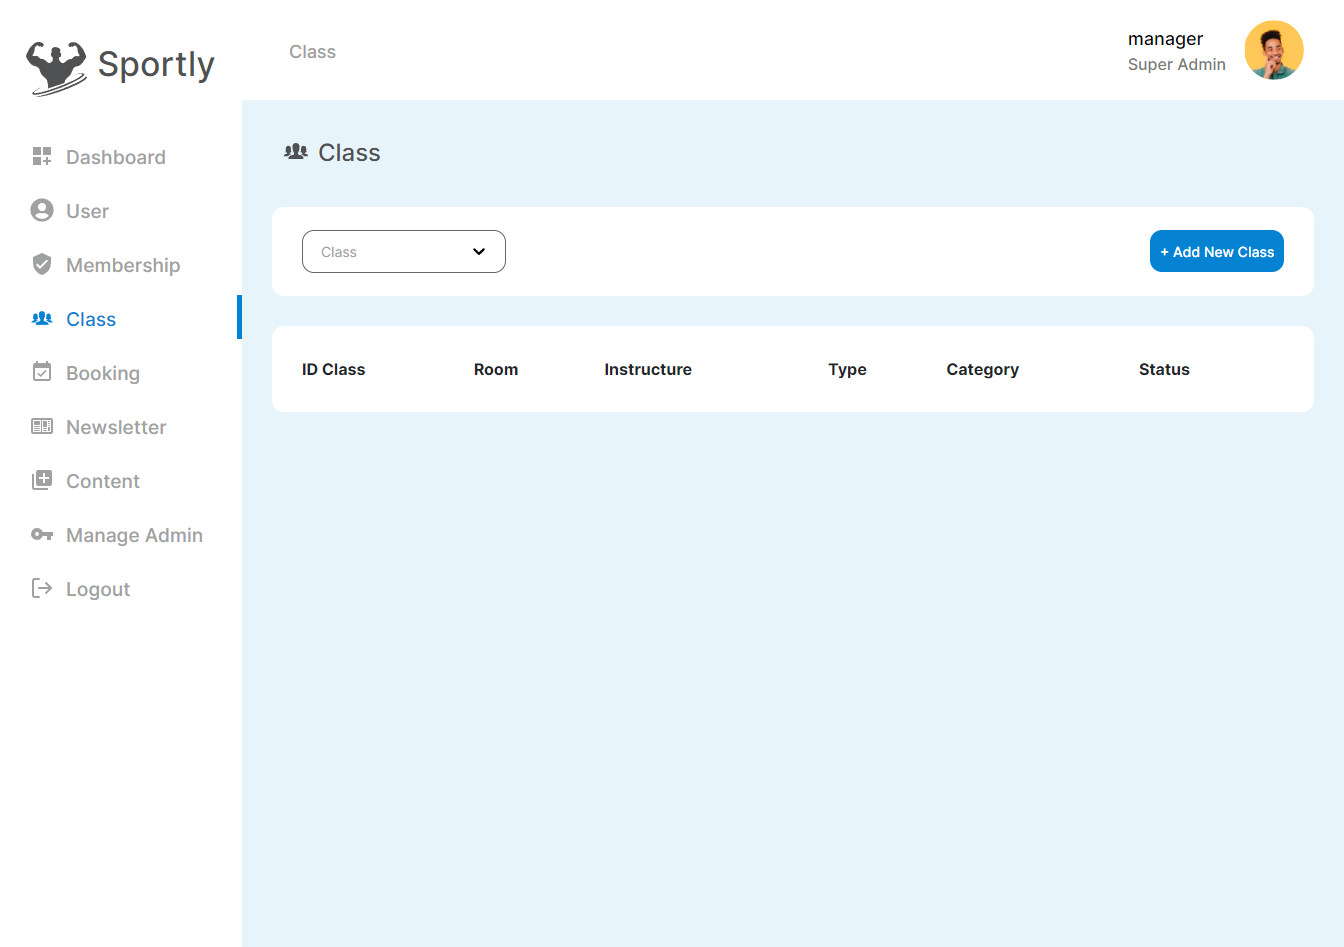 Sportly
Class
manager
Super Admin
Dashboard
User
Membership
Class
Booking
Newsletter
Content
Manage Admin
Logout
Class
Class
+ Add New Class
ID Class Room Instructure Type Category Status